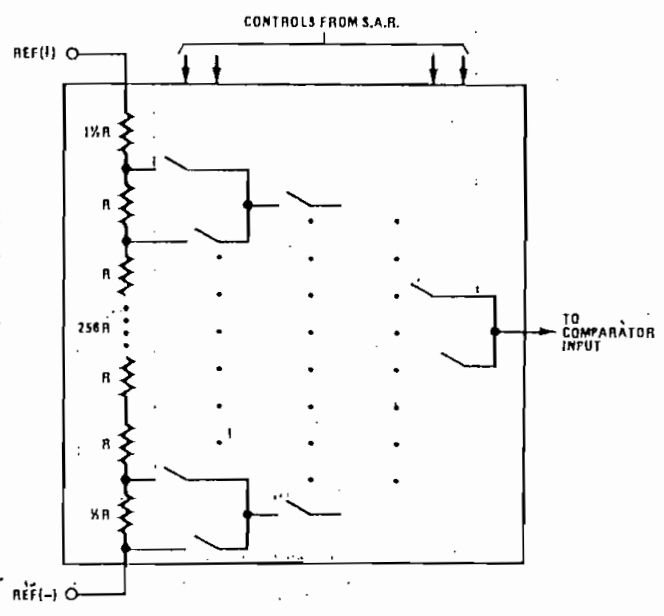 CONTROLS FROM S.A.R.
REF(+)
1½R
R
R
256R
R
R
½R
REF(-)
TO
COMPARATOR
INPUT